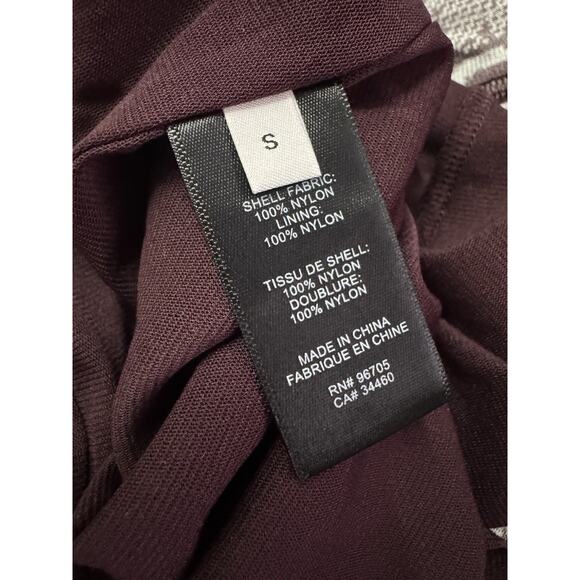 S
SHELL FABRIC:
100% NYLON
LINING:
100% NYLON
TISSU DE SHELL:
100% NYLON
DOUBLURE:
100% NYLON
MADE IN CHINA
FABRIQUE EN CHINE
RN# 96705
CA# 34460